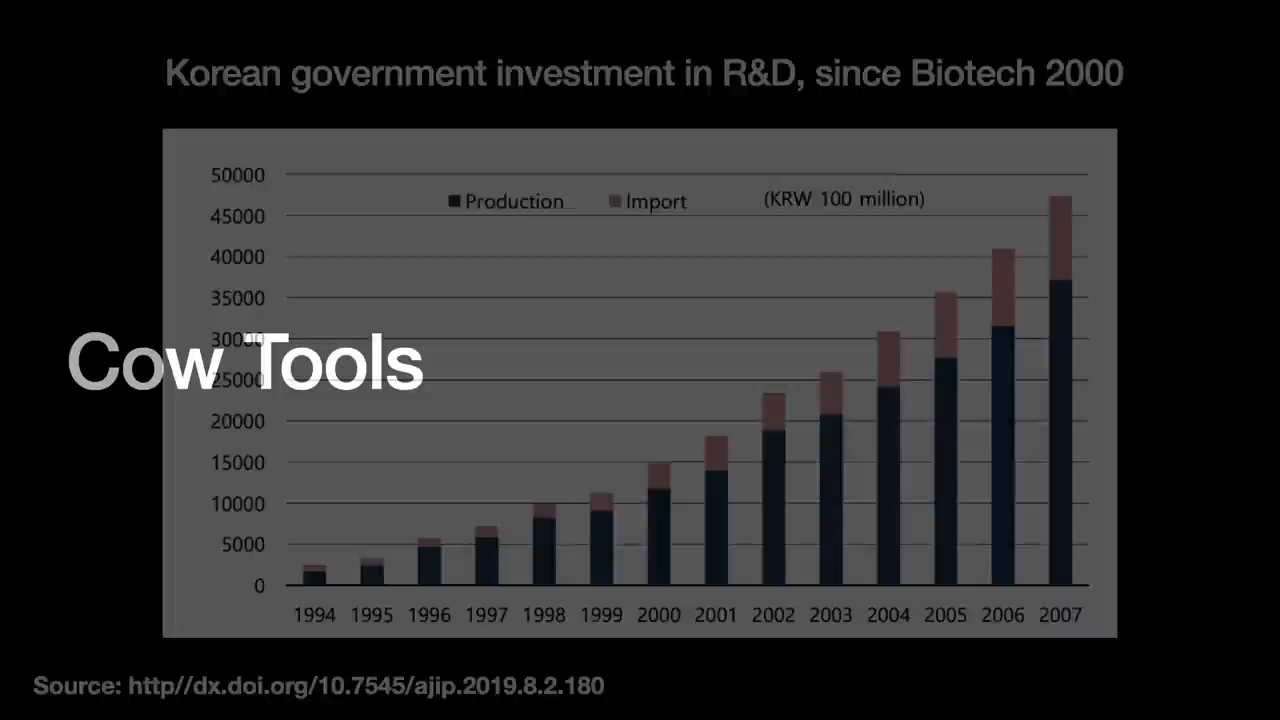 Korean government investment in R&D, since Biotech 2000
50000
Production Import (KRW 100 million)
45000
40000
35000
30000
Cow Tools
25000
20000
15000
10000
5000
0
1994 1995 1996 1997 1998 1999 2000 2001 2002 2003 2004 2005 2006 2007
Source: http//dx.doi.org/10.7545/ajip.2019.8.2.180